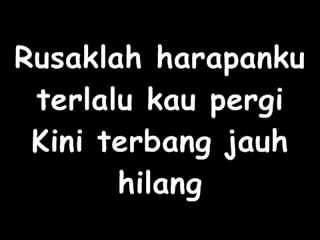 Rusaklah harapanku
terlalu kau pergi
Kini terbang jauh
hilang